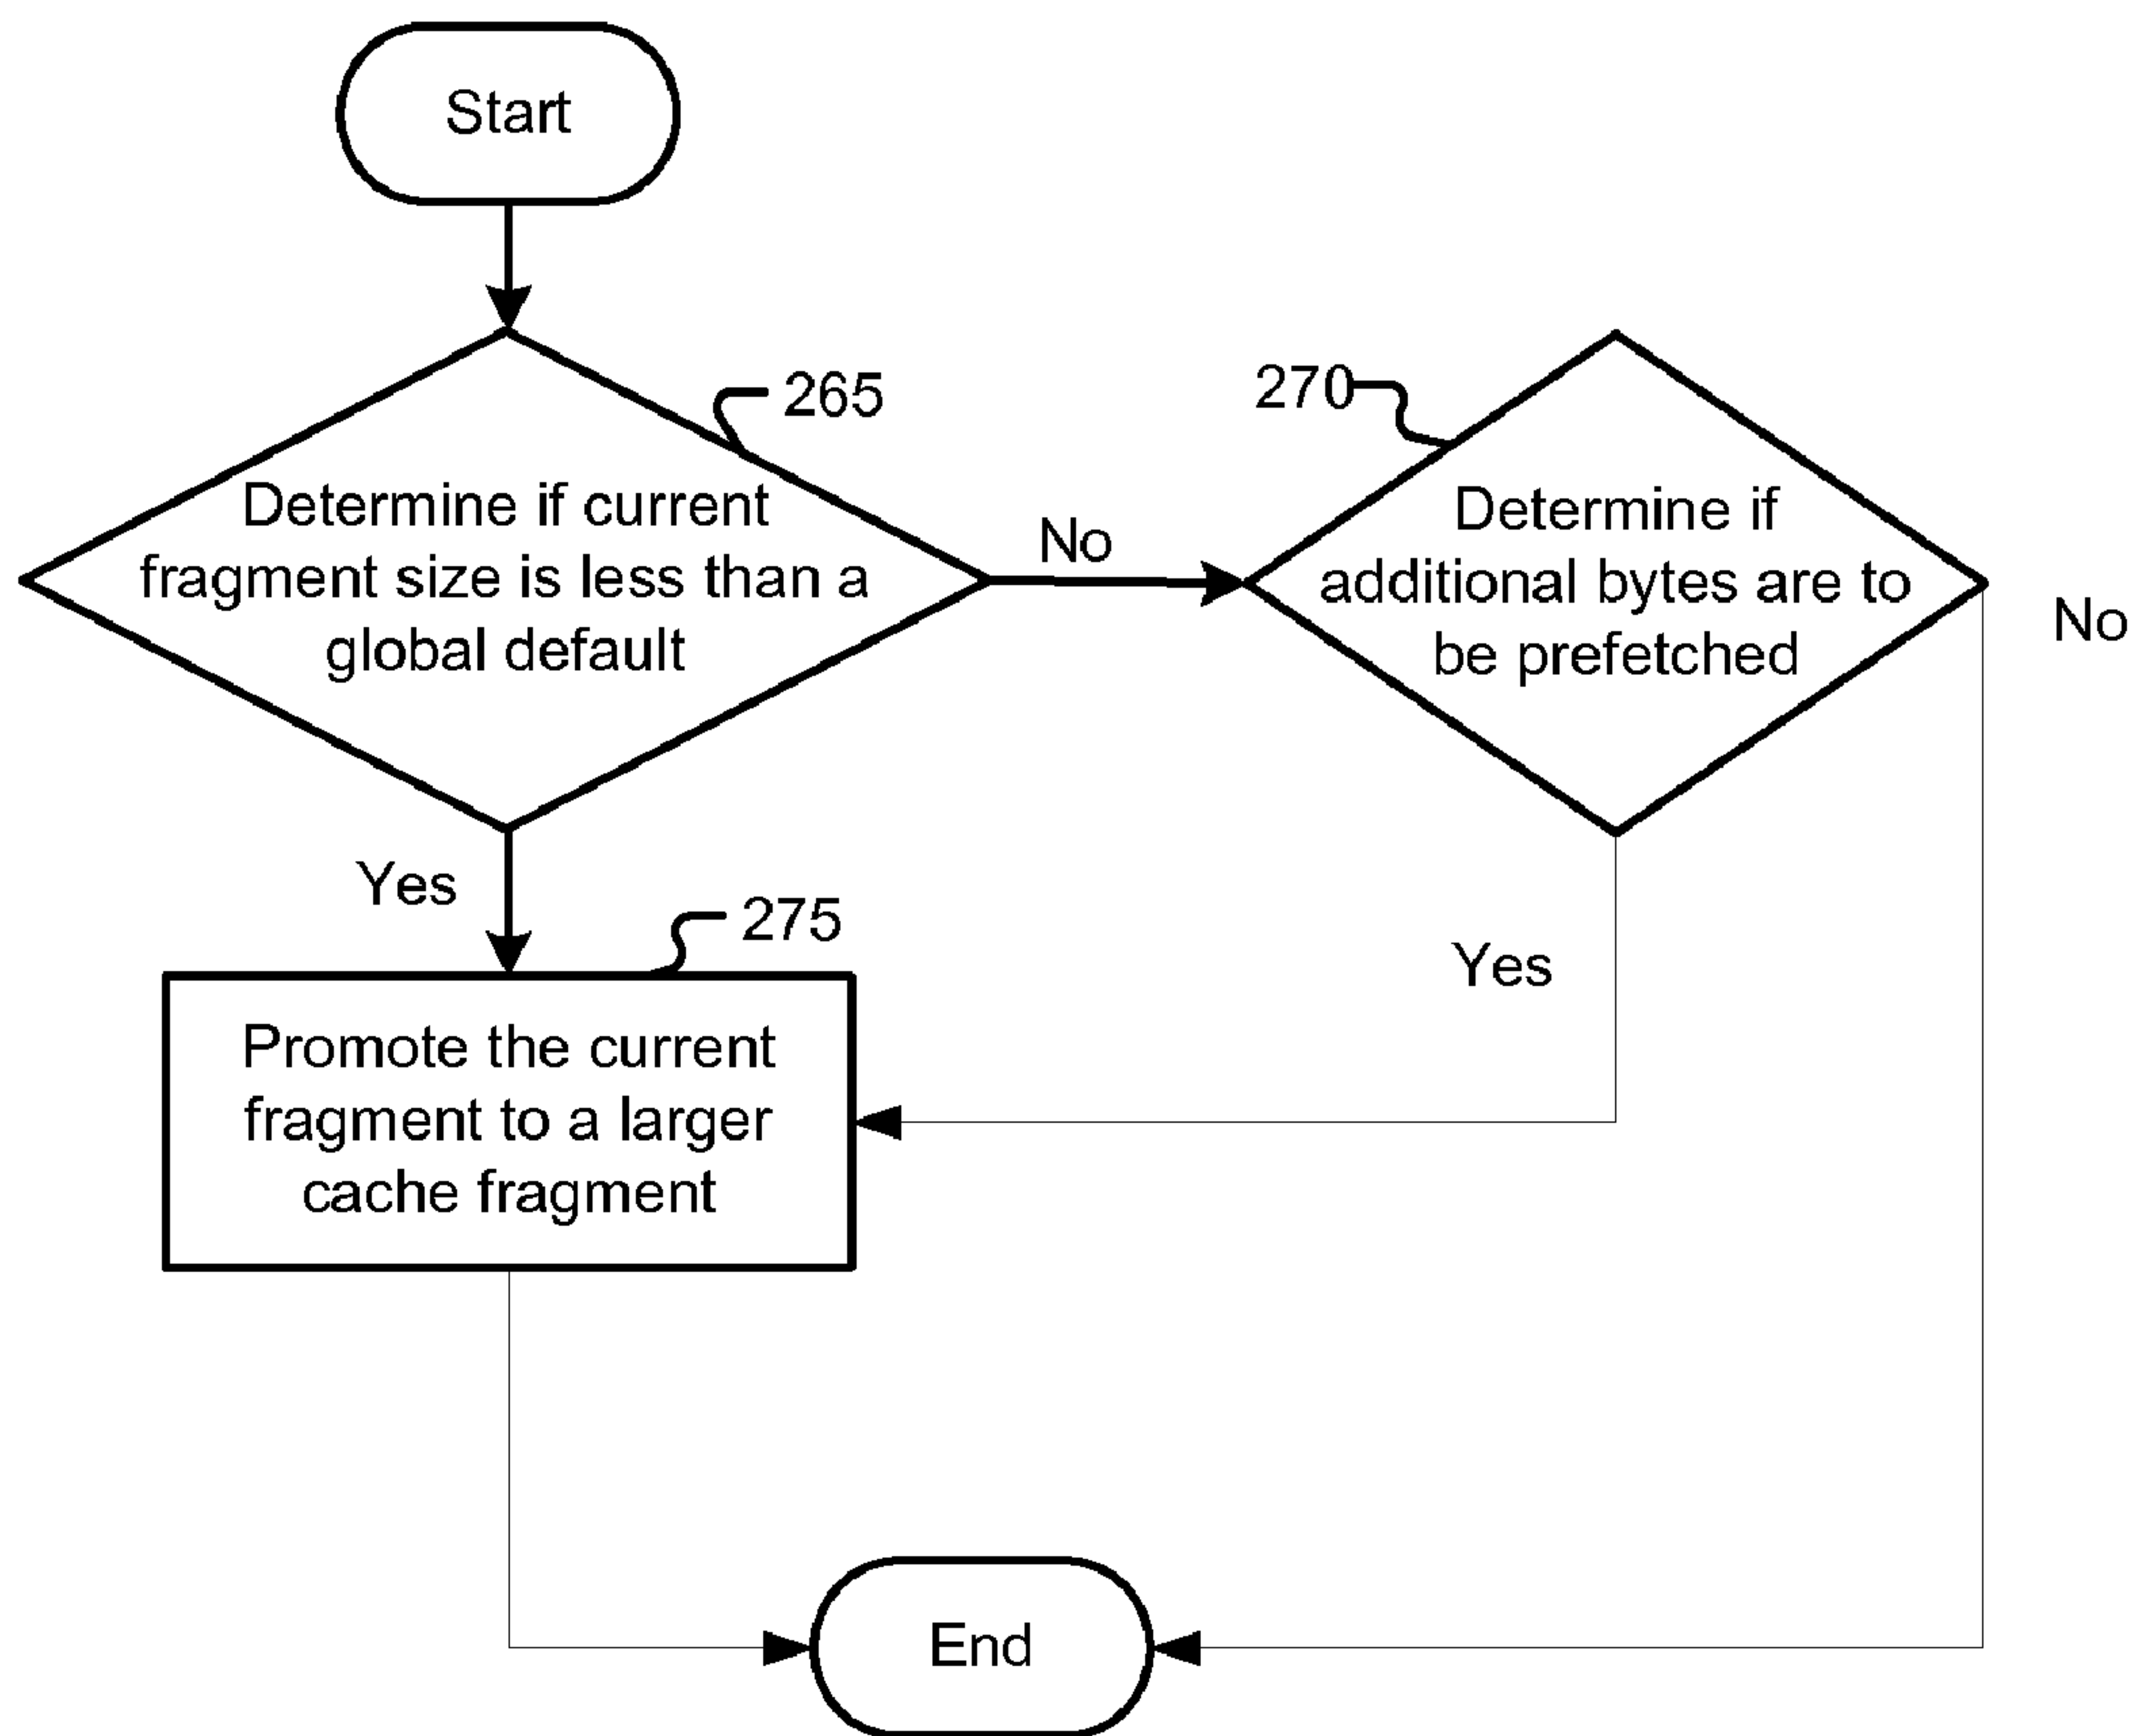 Start
265
Determine if current
fragment size is less than a
global default
No
270
Determine if
additional bytes are to
be prefetched
No
Yes
275
Promote the current
fragment to a larger
cache fragment
Yes
End